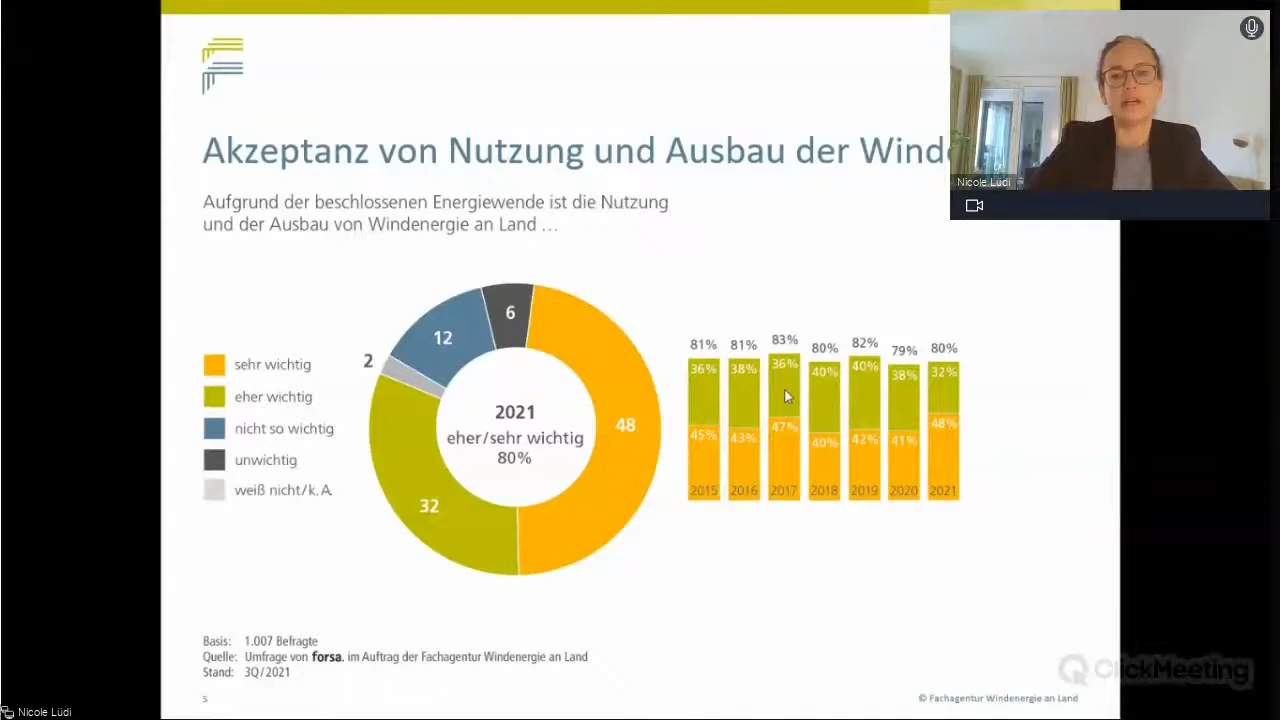 Akzeptanz von Nutzung und Ausbau der
Nicole Lüdi
Aufgrund der beschlossenen Energiewende ist die Nutzung
und der Ausbau von Windenergie an Land ...
sehr wichtig
eher wichtig
nicht so wichtig
unwichtig
weiß nicht/k.A.
6
12
2
48
32
2021
eher/sehr wichtig
80%
81% 81% 83% 80% 82% 79% 80%
36% 38% 36% 40% 40% 38% 32%
45% 43% 47% 40% 42% 41% 48%
2015 2016 2017 2018 2019 2020 2021
Basis: 1.007 Befragte
Quelle: Umfrage von forsa. im Auftrag der Fachagentur Windenergie an Land
Stand: 3Q/2021
5
© Fachagentur Windenergie an Land
ClickMeeting
Nicole Lüdi